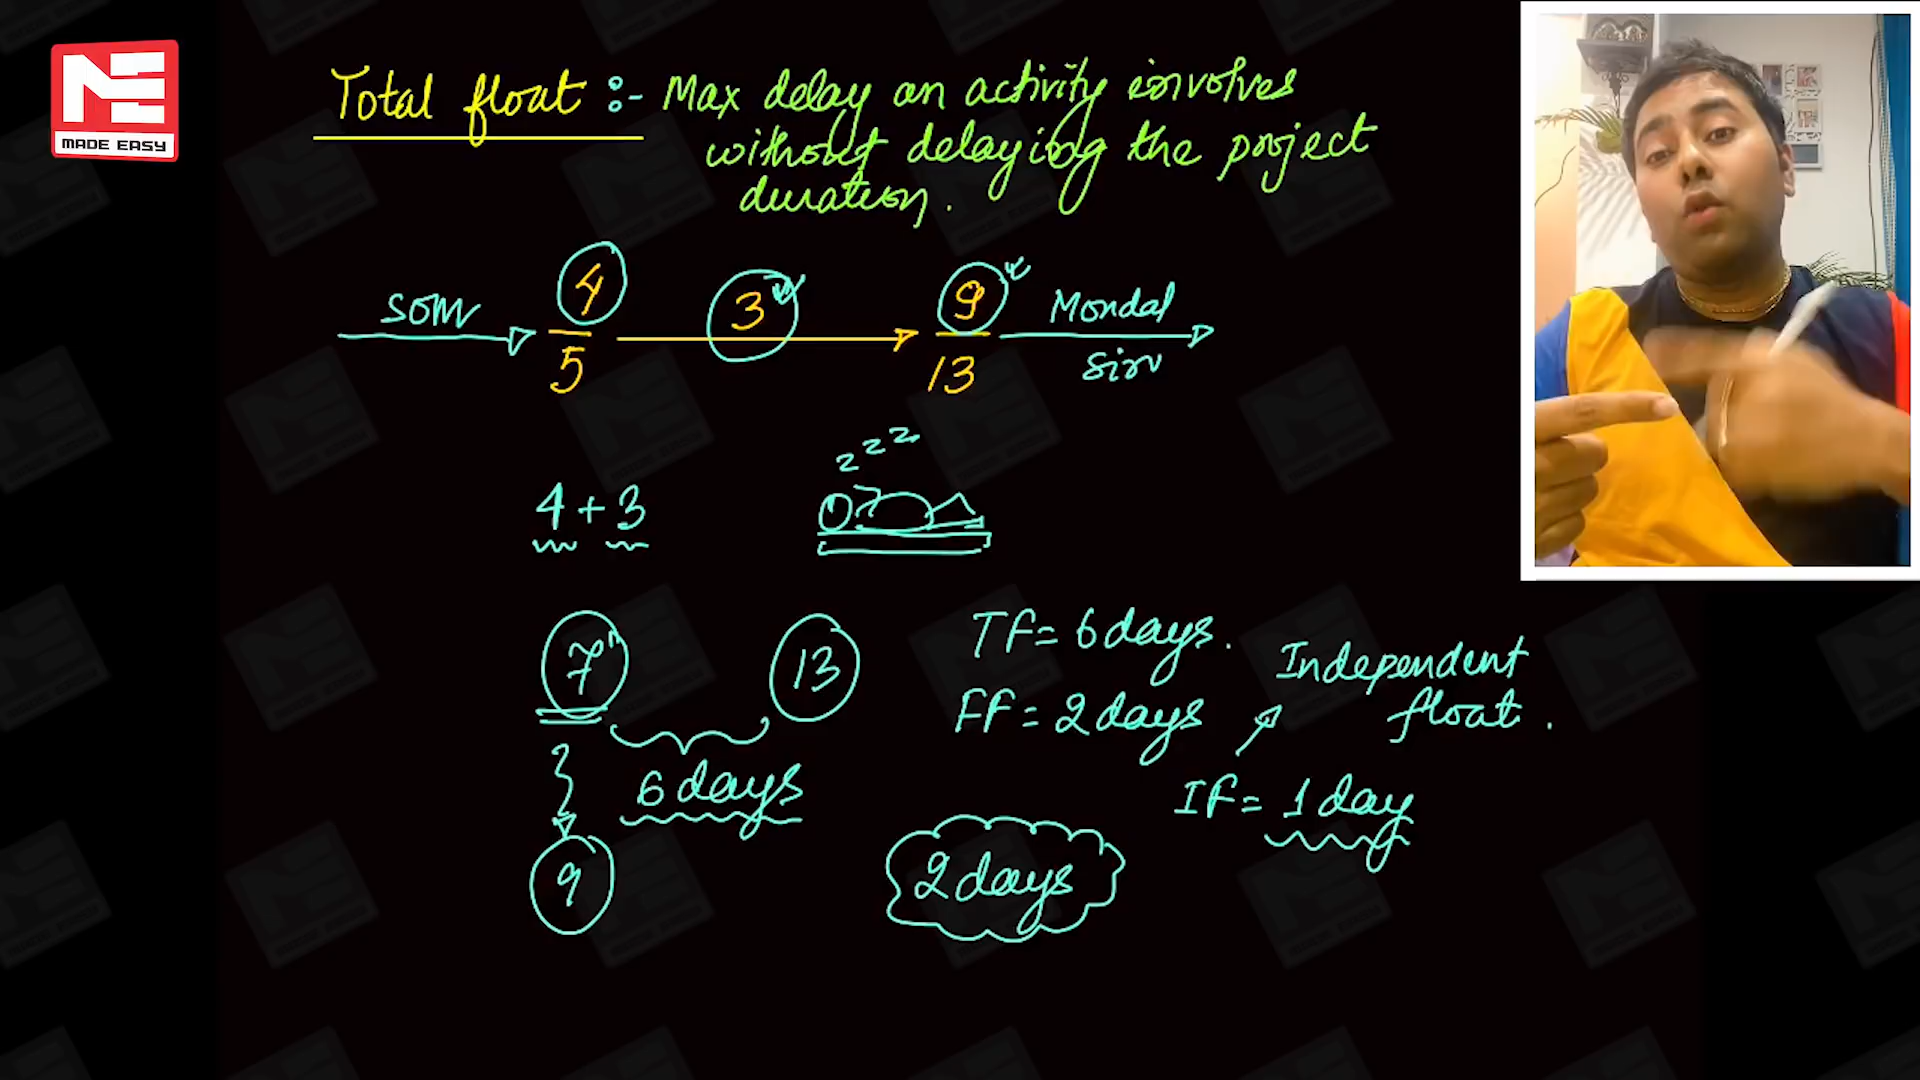 ME
MADE EASY
Total float :- Max delay an activity involves
without delaying the project
duration.
som 4 3 9 Mondal
5 13 Sir
z z z
4 + 3
7 13 TF = 6 days. Independent
float.
FF = 2 days
6 days IF = 1 day
9 2 days